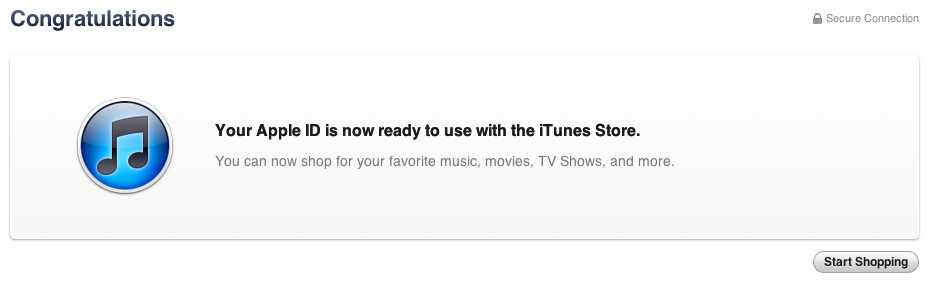 Congratulations
Secure Connection
Your Apple ID is now ready to use with the iTunes Store.
You can now shop for your favorite music, movies, TV Shows, and more.
Start Shopping